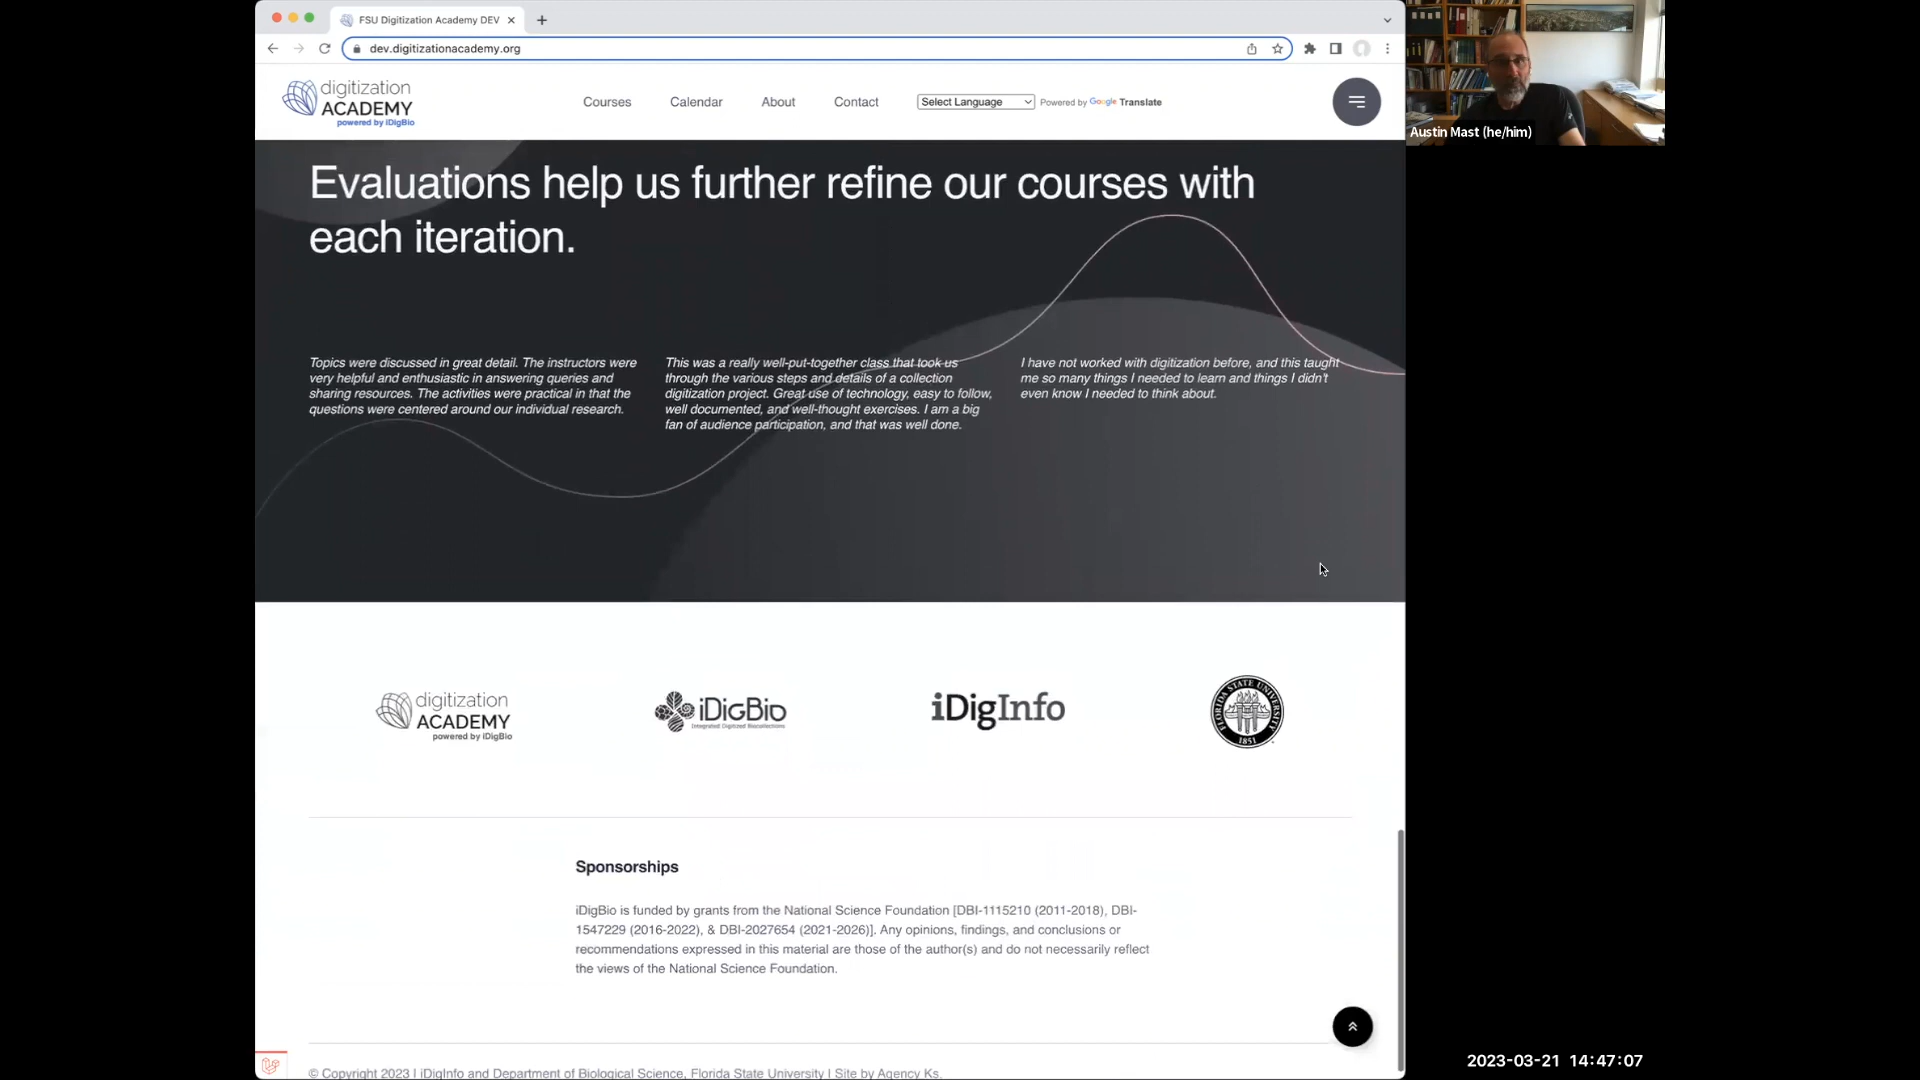 FSU Digitization Academy DEV
dev.digitizationacademy.org
digitization
ACADEMY
powered by iDigBio
Courses
Calendar
About
Contact
Select Language
Powered by Google Translate
Austin Mast (he/him)
Evaluations help us further refine our courses with
each iteration.
Topics were discussed in great detail. The instructors were
very helpful and enthusiastic in answering queries and
sharing resources. The activities were practical in that the
questions were centered around our individual research.
This was a really well-put-together class that took us
through the various steps and details of a collection
digitization project. Great use of technology, easy to follow,
well documented, and well-thought exercises. I am a big
fan of audience participation, and that was well done.
I have not worked with digitization before, and this taught
me so many things I needed to learn and things I didn't
even know I needed to think about.
digitization
ACADEMY
powered by iDigBio
iDigBio
Integrated Digitized Biocollections
iDigInfo
FLORIDA STATE UNIVERSITY
1851
Sponsorships
iDigBio is funded by grants from the National Science Foundation [DBI-1115210 (2011-2018), DBI-
1547229 (2016-2022), & DBI-2027654 (2021-2026)]. Any opinions, findings, and conclusions or
recommendations expressed in this material are those of the author(s) and do not necessarily reflect
the views of the National Science Foundation.
© Copyright 2023 | iDigInfo and Department of Biological Science, Florida State University | Site by Agency Ks.
2023-03-21 14:47:07